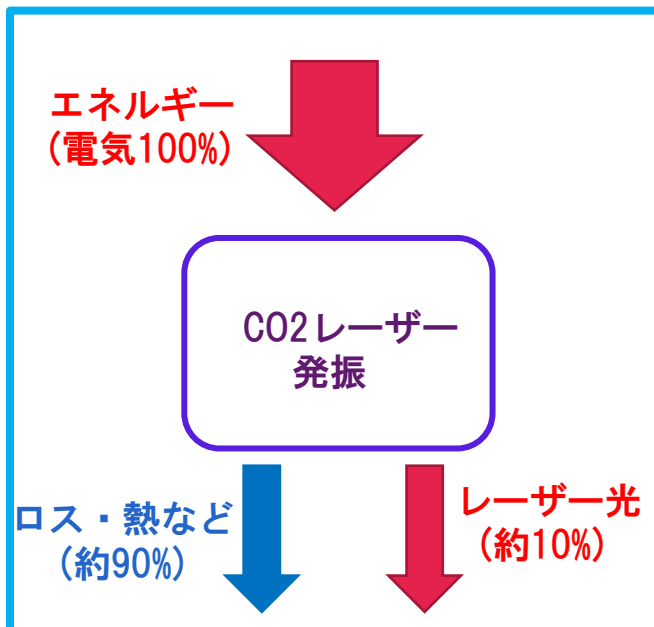 エネルギー
(電気100%)
CO2レーザー
発振
ロス・熱など
(約90%)
レーザー光
(約10%)